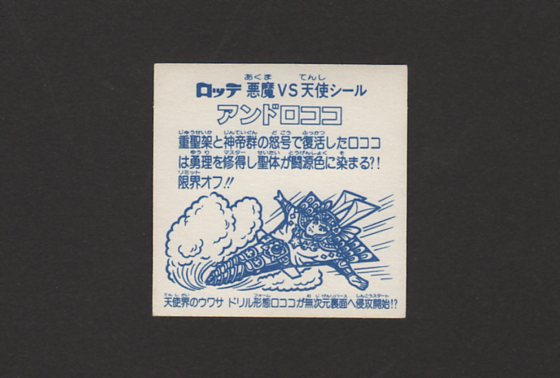 ロッテ 悪魔VS天使シール
アンドロココ
重聖架と神帝群の怒号で復活したロココ
は勇理を修得し聖体が闘源色に染まる?!
限界オフ!!
天使界のウワサ ドリル形態ロココが無次元裏面へ侵攻開始!?